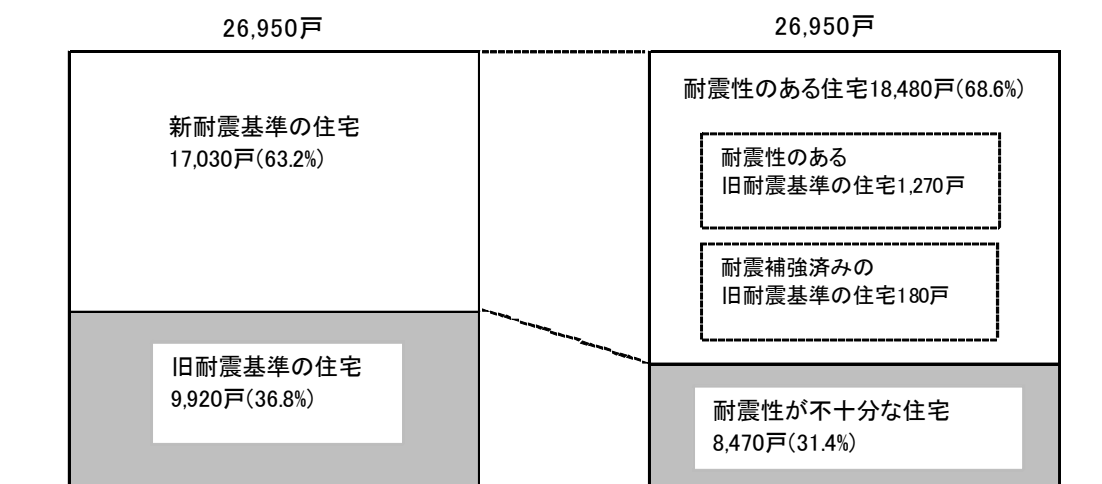 26,950戸
新耐震基準の住宅
17,030戸(63.2%)
旧耐震基準の住宅
9,920戸(36.8%)
26,950戸
耐震性のある住宅18,480戸(68.6%)
耐震性のある
旧耐震基準の住宅1,270戸
耐震補強済みの
旧耐震基準の住宅180戸
耐震性が不十分な住宅
8,470戸(31.4%)